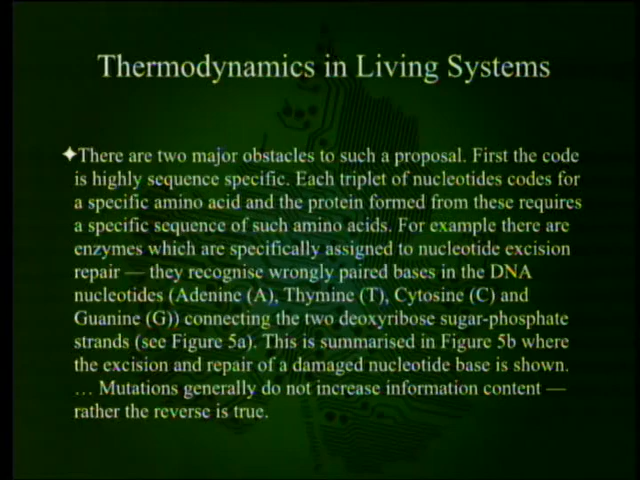 Thermodynamics in Living Systems
✦There are two major obstacles to such a proposal. First the code
is highly sequence specific. Each triplet of nucleotides codes for
a specific amino acid and the protein formed from these requires
a specific sequence of such amino acids. For example there are
enzymes which are specifically assigned to nucleotide excision
repair — they recognise wrongly paired bases in the DNA
nucleotides (Adenine (A), Thymine (T), Cytosine (C) and
Guanine (G)) connecting the two deoxyribose sugar-phosphate
strands (see Figure 5a). This is summarised in Figure 5b where
the excision and repair of a damaged nucleotide base is shown.
… Mutations generally do not increase information content —
rather the reverse is true.